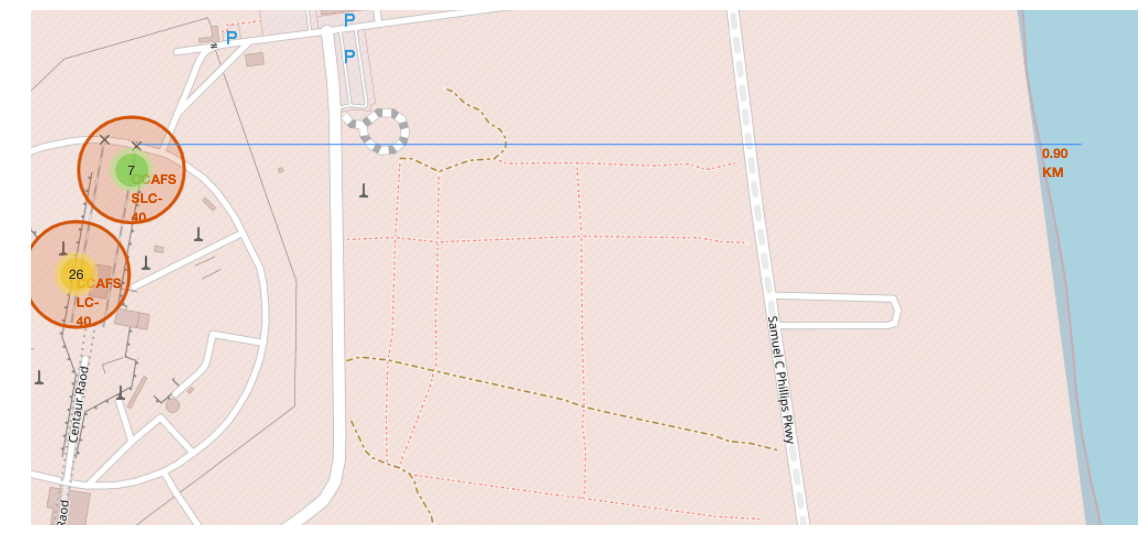 P
P
P
7
CCAFS
SLC-
40
0.90
KM
26
CCAFS
LC-
40
Centaur Raod
Samuel C Phillips Pkwy
Raod